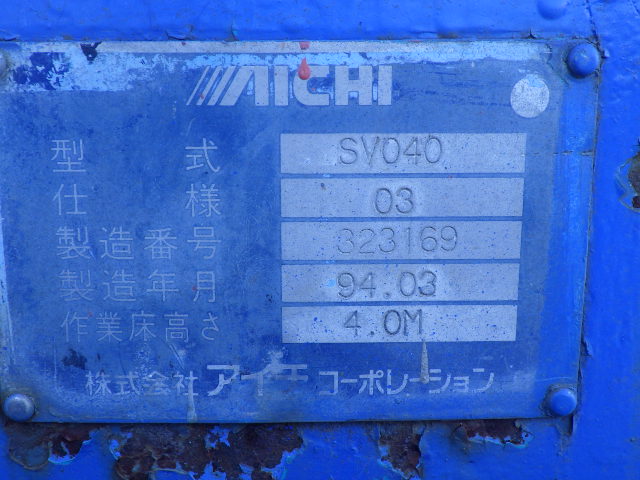 AICHI
型式 SV040
仕様 03
製造番号 323169
製造年月 94.03
作業床高さ 4.0M
株式会社 アイチ コーポレーション